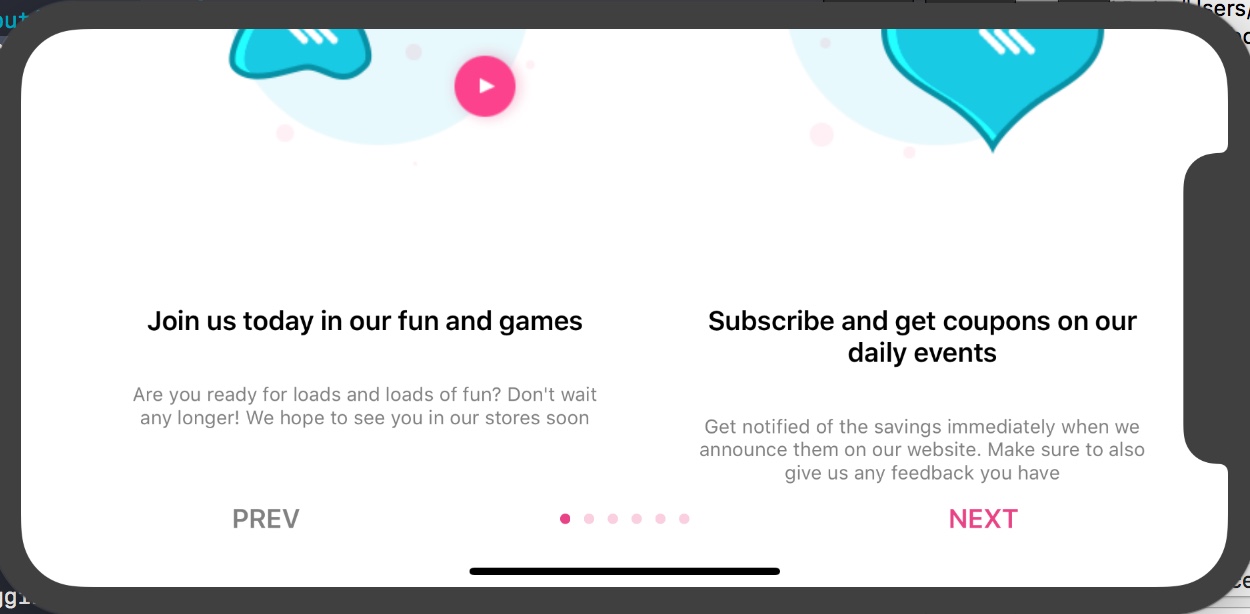 Join us today in our fun and games
Are you ready for loads and loads of fun? Don't wait
any longer! We hope to see you in our stores soon
Subscribe and get coupons on our
daily events
Get notified of the savings immediately when we
announce them on our website. Make sure to also
give us any feedback you have
PREV
NEXT